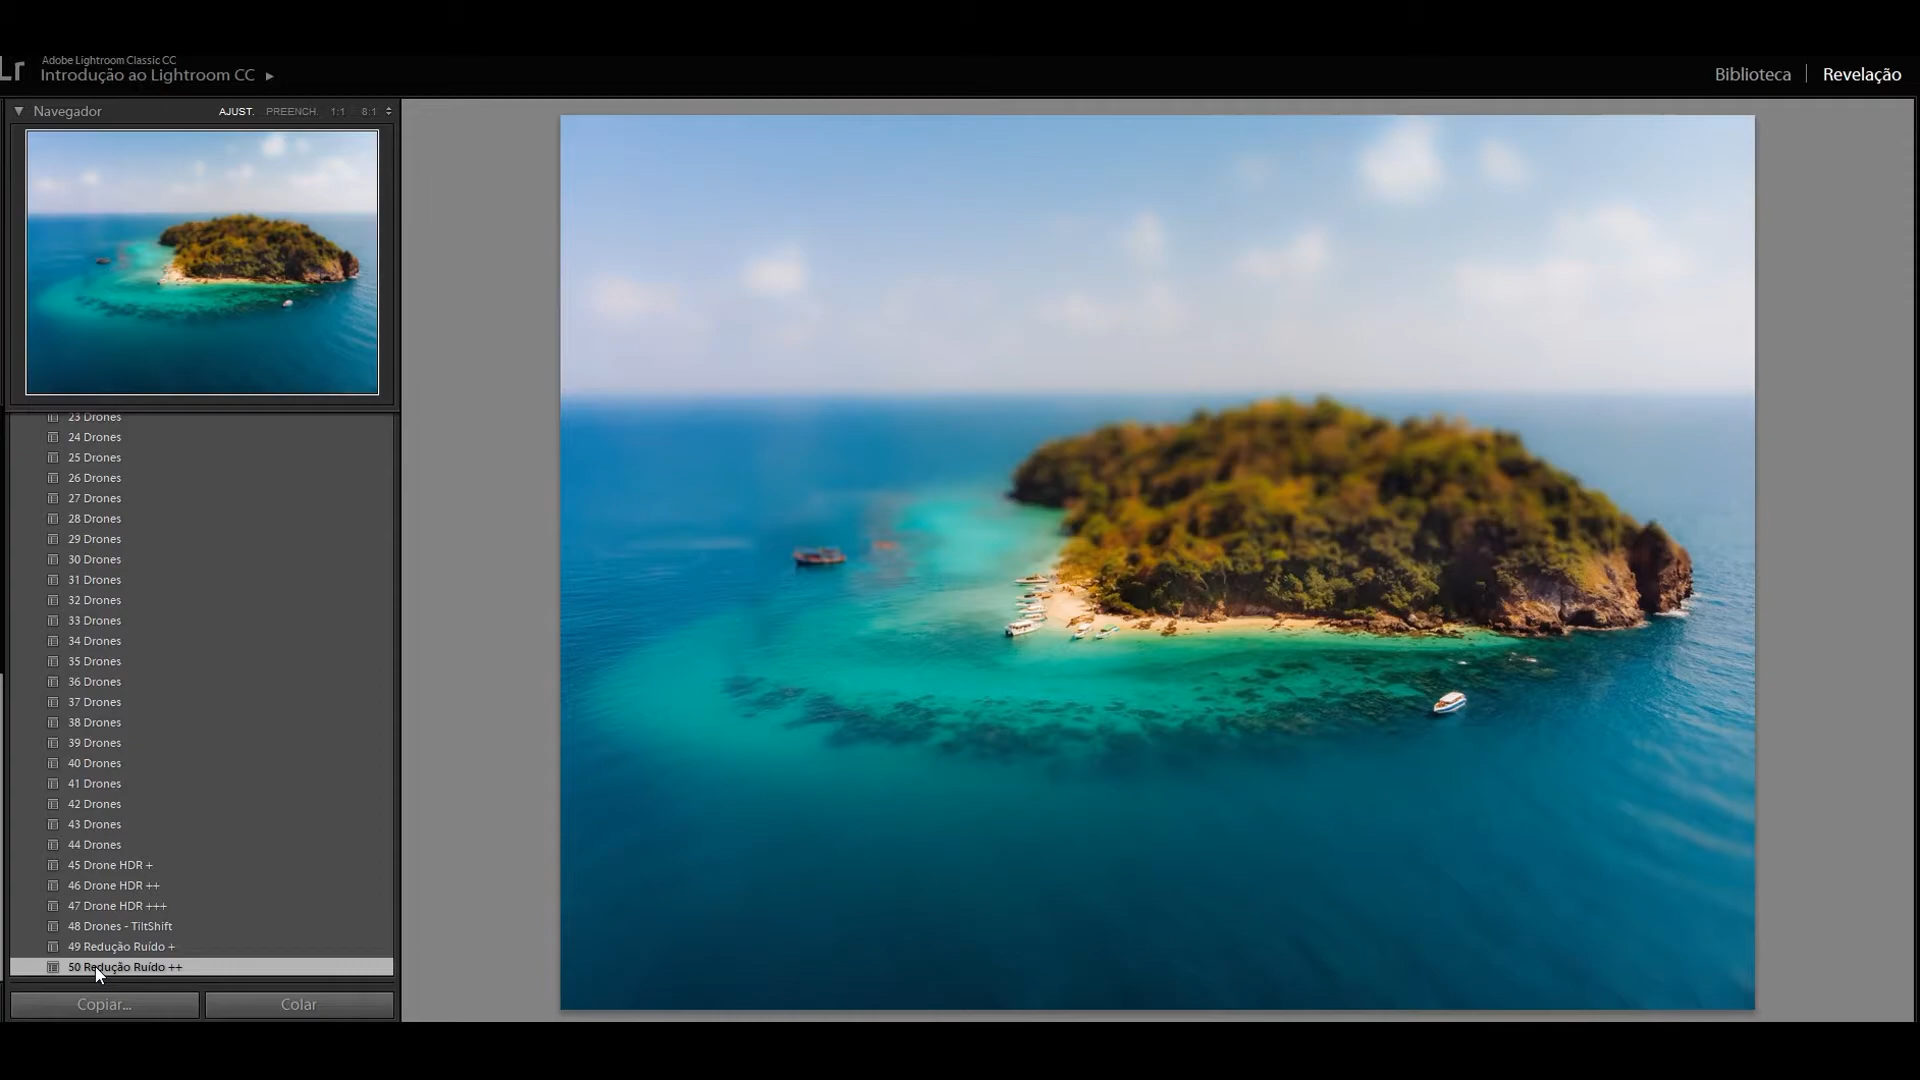 Lr
Adobe Lightroom Classic CC
Introdução ao Lightroom CC
Biblioteca
Revelação
Navegador
AJUST.
PREENCH.
1:1
8:1
23 Drones
24 Drones
25 Drones
26 Drones
27 Drones
28 Drones
29 Drones
30 Drones
31 Drones
32 Drones
33 Drones
34 Drones
35 Drones
36 Drones
37 Drones
38 Drones
39 Drones
40 Drones
41 Drones
42 Drones
43 Drones
44 Drones
45 Drone HDR +
46 Drone HDR ++
47 Drone HDR +++
48 Drones - TiltShift
49 Redução Ruído +
50 Redução Ruído ++
Copiar...
Colar